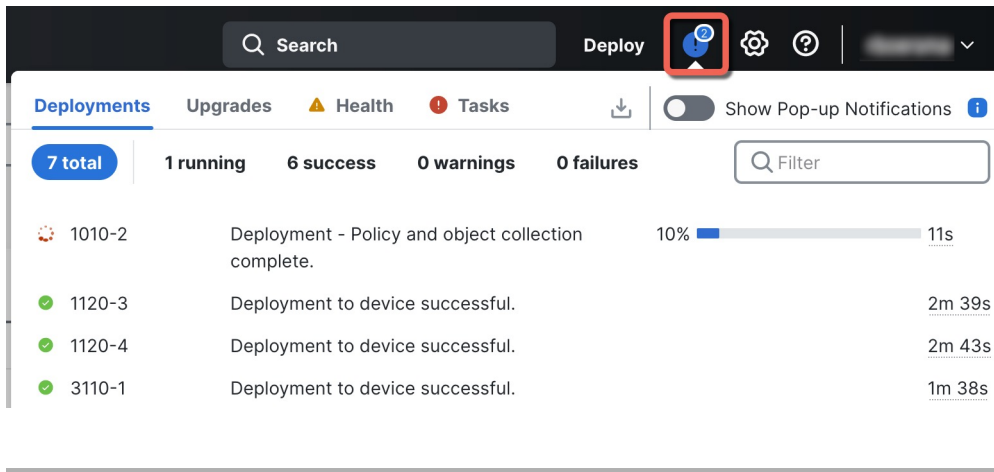 Search Deploy 2
Deployments Upgrades Health Tasks Show Pop-up Notifications
7 total 1 running 6 success 0 warnings 0 failures Filter
1010-2 Deployment - Policy and object collection 10% 11s
complete.
1120-3 Deployment to device successful. 2m 39s
1120-4 Deployment to device successful. 2m 43s
3110-1 Deployment to device successful. 1m 38s